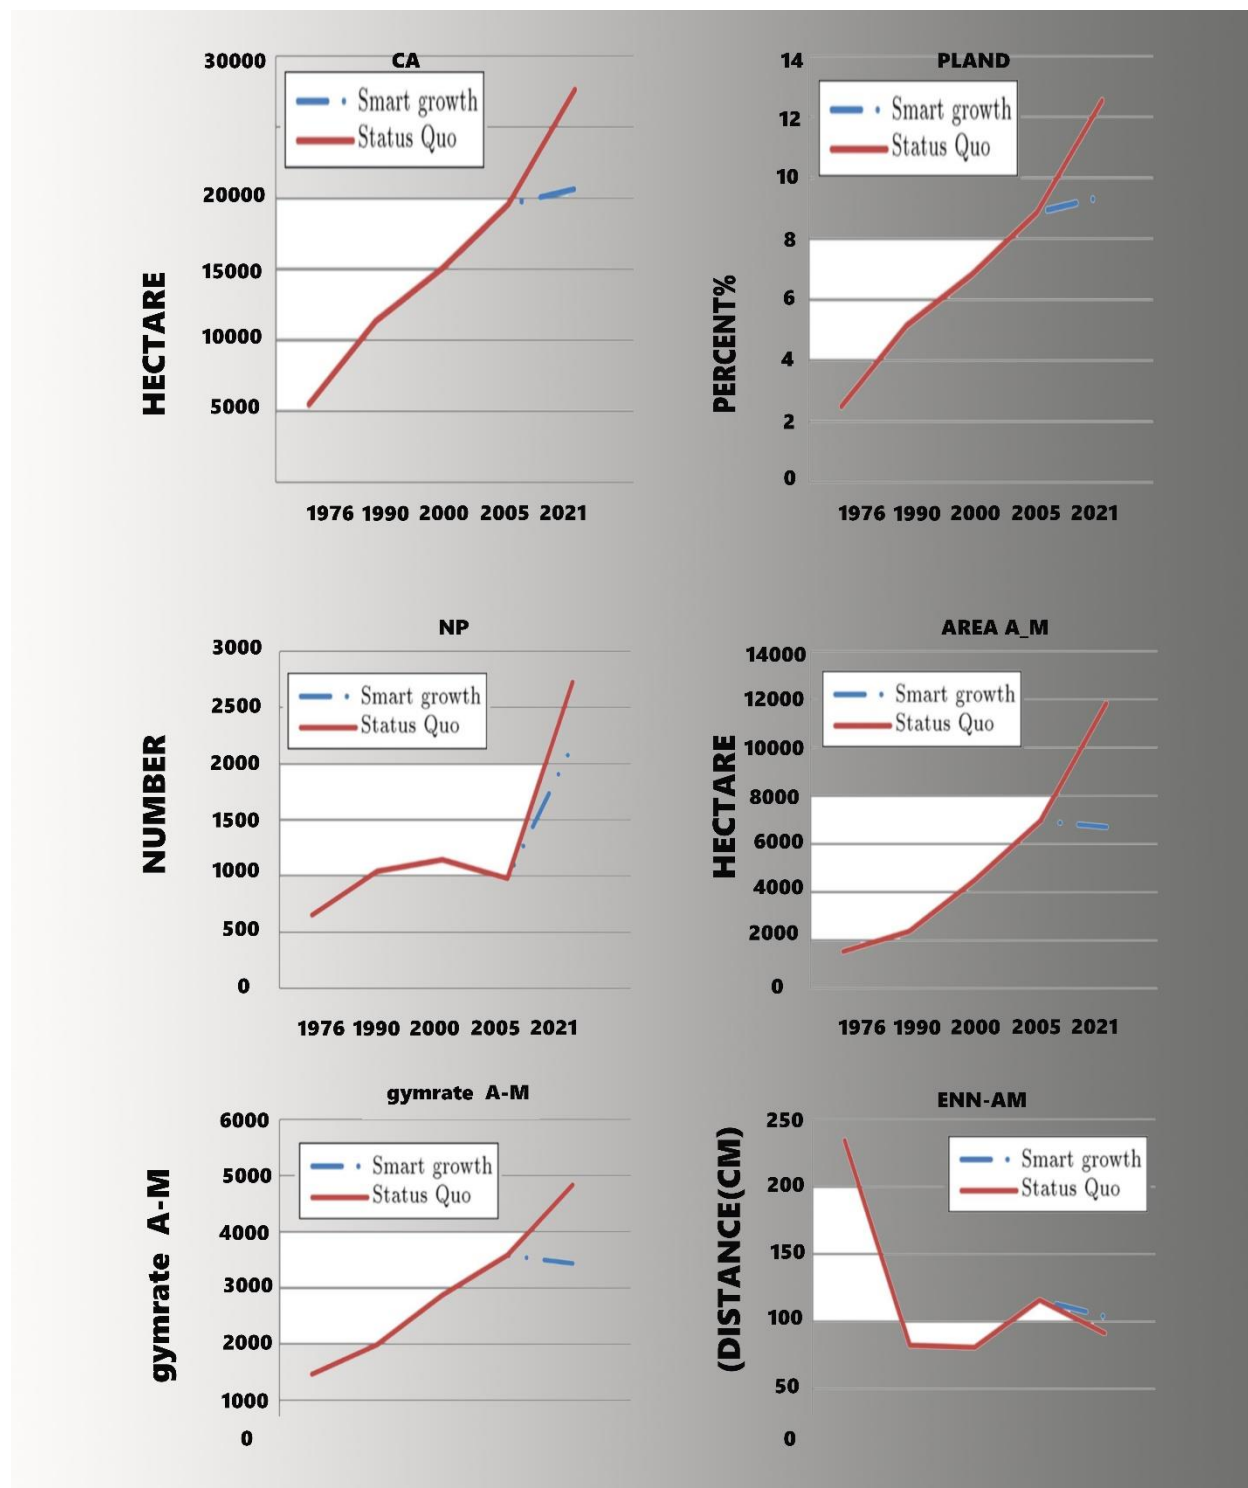 CA
30000
20000
15000
10000
5000
HECTARE
Smart growth
Status Quo
1976 1990 2000 2005 2021
PLAND
14
12
10
8
6
4
2
0
PERCENT%
Smart growth
Status Quo
1976 1990 2000 2005 2021
NP
3000
2500
2000
1500
1000
500
0
NUMBER
Smart growth
Status Quo
1976 1990 2000 2005 2021
AREA A_M
14000
12000
10000
8000
6000
4000
2000
0
HECTARE
Smart growth
Status Quo
1976 1990 2000 2005 2021
gymrate A-M
6000
5000
4000
3000
2000
1000
0
gymrate A-M
Smart growth
Status Quo
ENN-AM
250
200
150
100
50
0
(DISTANCE(CM)
Smart growth
Status Quo